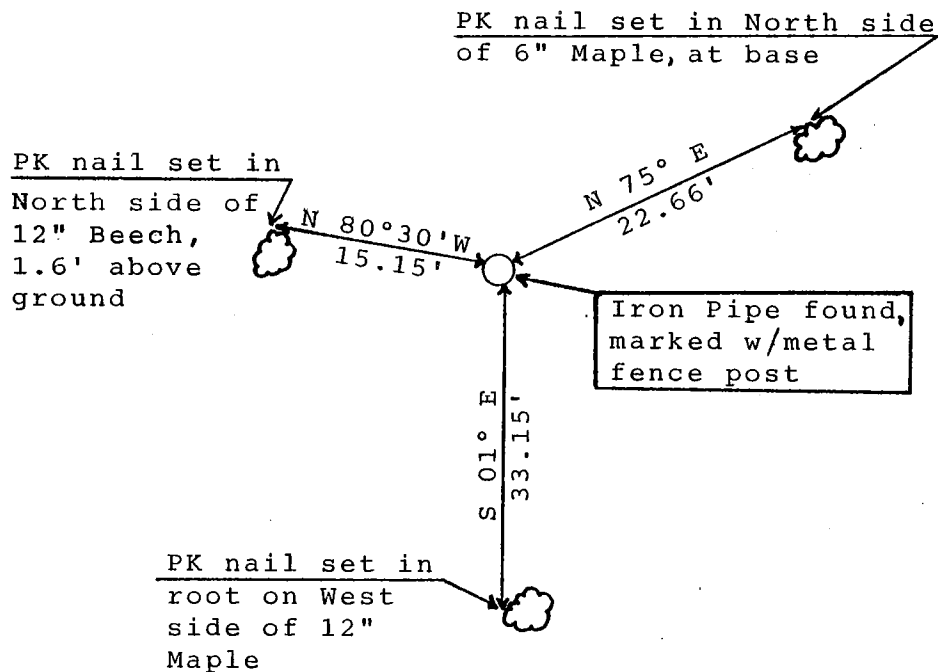 PK nail set in North side
of 6" Maple, at base
PK nail set in
North side of
12" Beech,
1.6' above
ground
N 80°30'W
15.15'
N 75° E
22.66'
Iron Pipe found,
marked w/metal
fence post
S 01° E
33.15'
PK nail set in
root on West
side of 12"
Maple